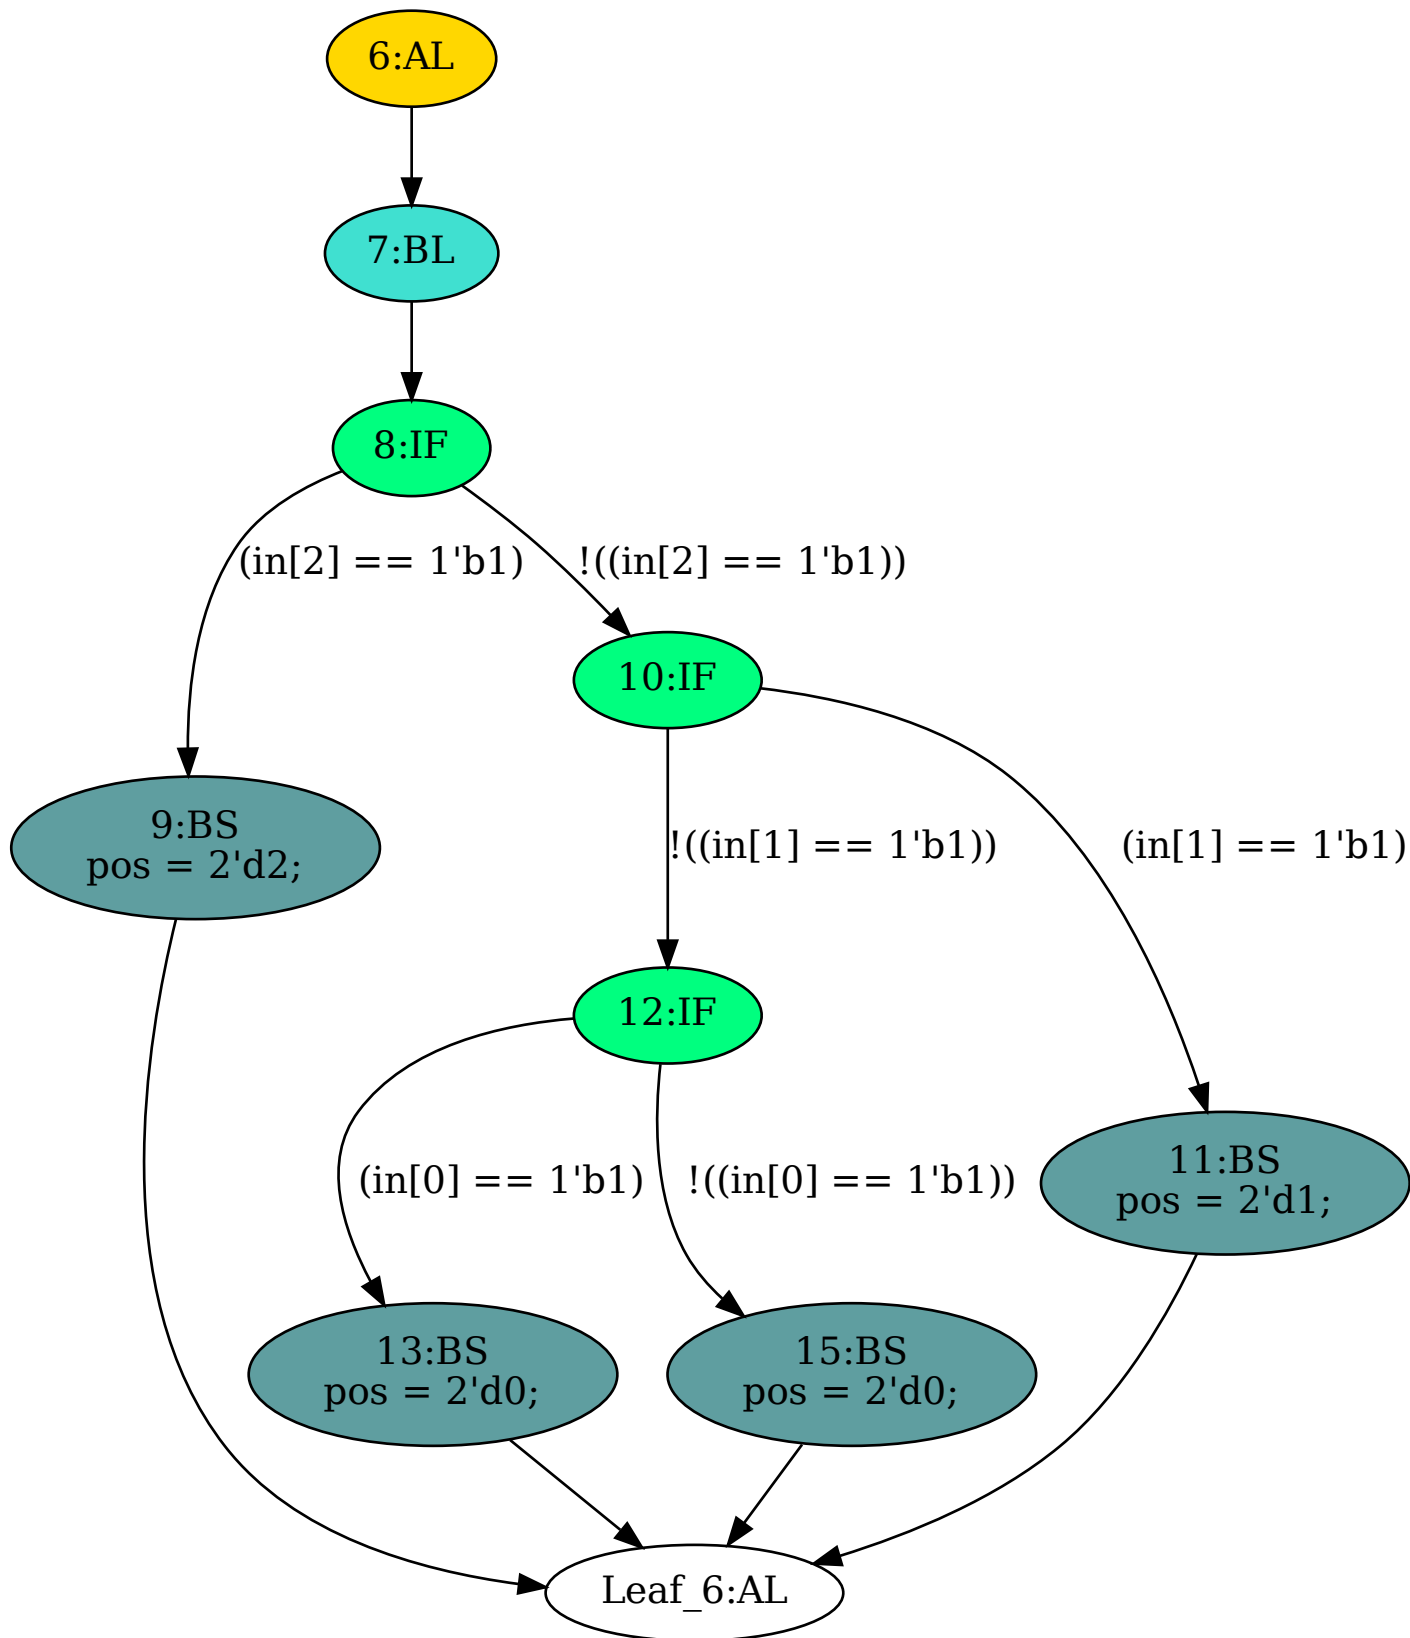 6:AL
7:BL
8:IF
(in[2] == 1'b1)
!((in[2] == 1'b1))
10:IF
9:BS
pos = 2'd2;
!((in[1] == 1'b1))
(in[1] == 1'b1)
12:IF
(in[0] == 1'b1)
!((in[0] == 1'b1))
11:BS
pos = 2'd1;
13:BS
pos = 2'd0;
15:BS
pos = 2'd0;
Leaf_6:AL